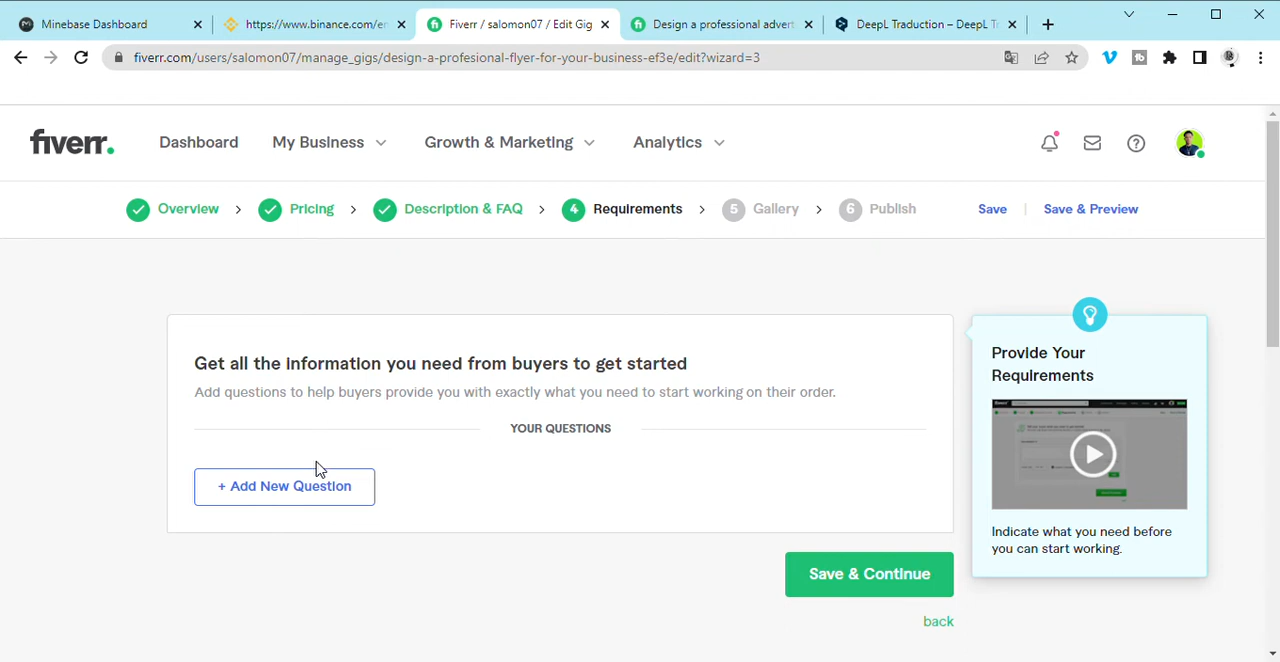 Minebase Dashboard
https://www.binance.com/en
Fiverr / salomon07 / Edit Gig
Design a professional advert
DeepL Traduction – DeepL Tr
fiverr.com/users/salomon07/manage_gigs/design-a-profesional-flyer-for-your-business-ef3e/edit?wizard=3
fiverr.
Dashboard
My Business
Growth & Marketing
Analytics
Overview
Pricing
Description & FAQ
4 Requirements
5 Gallery
6 Publish
Save
Save & Preview
Get all the information you need from buyers to get started
Add questions to help buyers provide you with exactly what you need to start working on their order.
YOUR QUESTIONS
+ Add New Question
Save & Continue
back
Provide Your
Requirements
Indicate what you need before
you can start working.